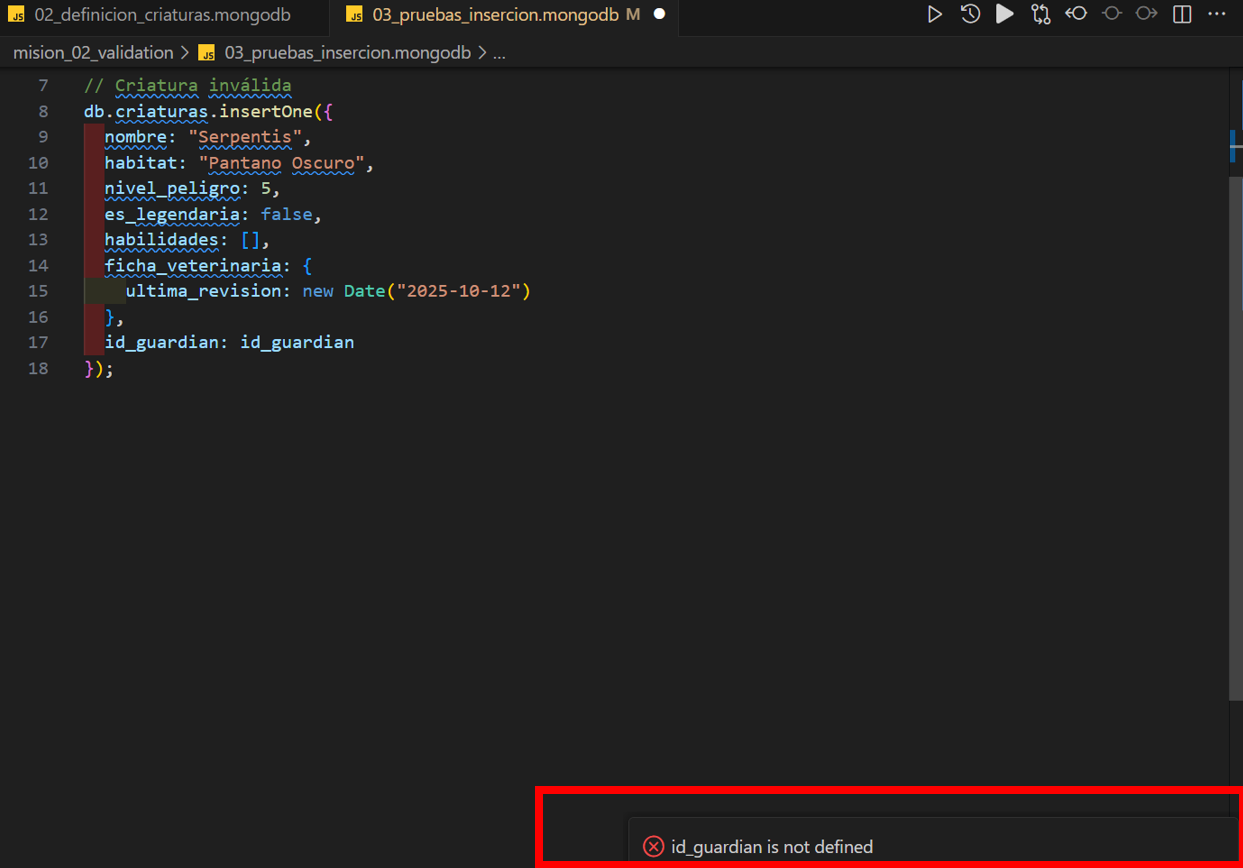 JS 02_definicion_criaturas.mongodb
JS 03_pruebas_insercion.mongodb M
mision_02_validation > JS 03_pruebas_insercion.mongodb > ...
7 // Criatura inválida
8 db.criaturas.insertOne({
9 nombre: "Serpentis",
10 habitat: "Pantano Oscuro",
11 nivel_peligro: 5,
12 es_legendaria: false,
13 habilidades: [],
14 ficha_veterinaria: {
15 ultima_revision: new Date("2025-10-12")
16 },
17 id_guardian: id_guardian
18 });
id_guardian is not defined